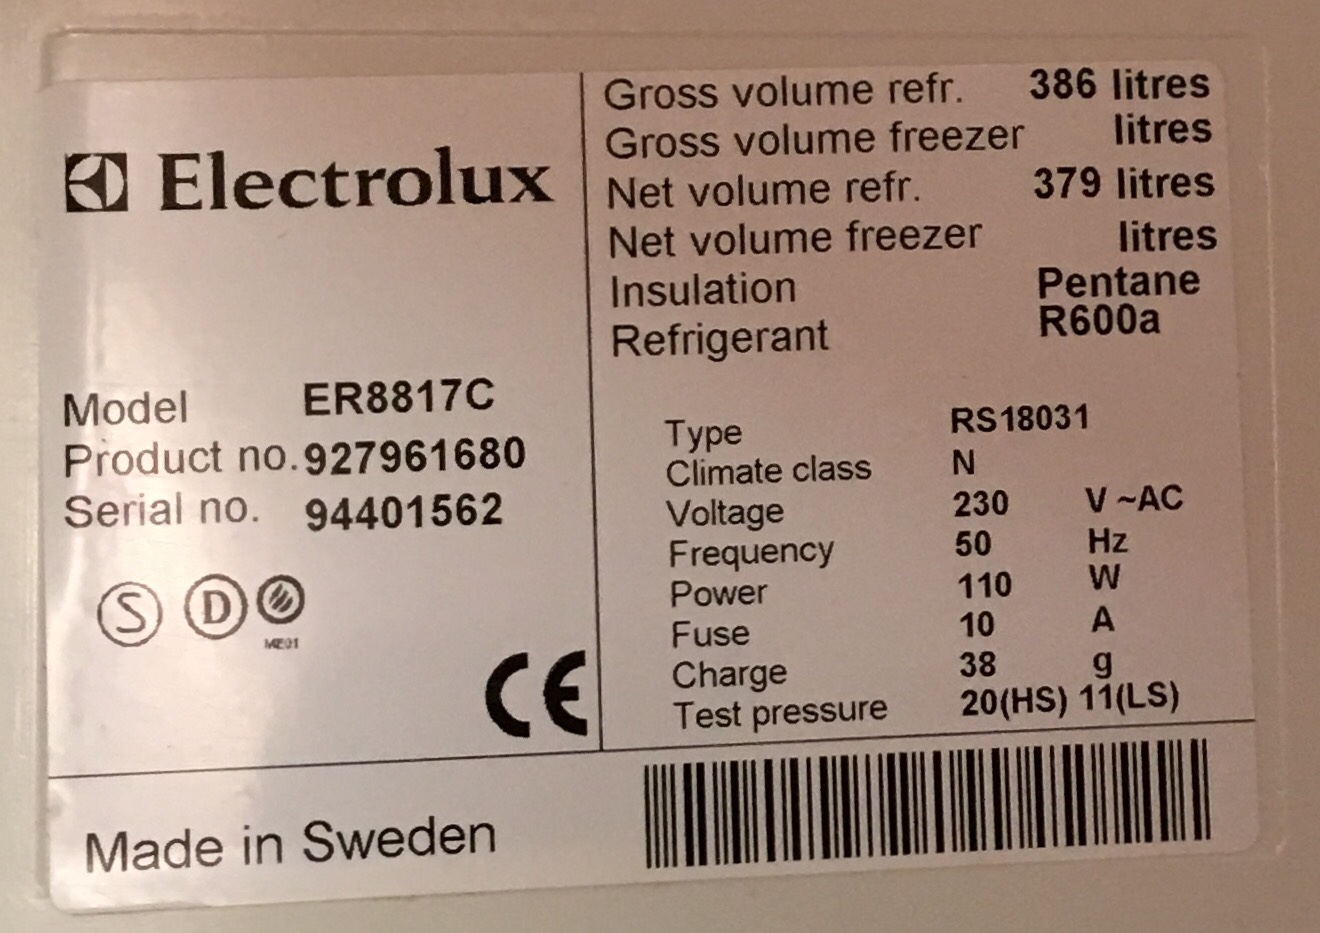 Electrolux
Model ER8817C
Product no. 927961680
Serial no. 94401562
S D
ME01
CE
Gross volume refr. 386 litres
Gross volume freezer litres
Net volume refr. 379 litres
Net volume freezer litres
Insulation Pentane
Refrigerant R600a
Type RS18031
Climate class N
Voltage 230 V ~AC
Frequency 50 Hz
Power 110 W
Fuse 10 A
Charge 38 g
Test pressure 20(HS) 11(LS)
Made in Sweden